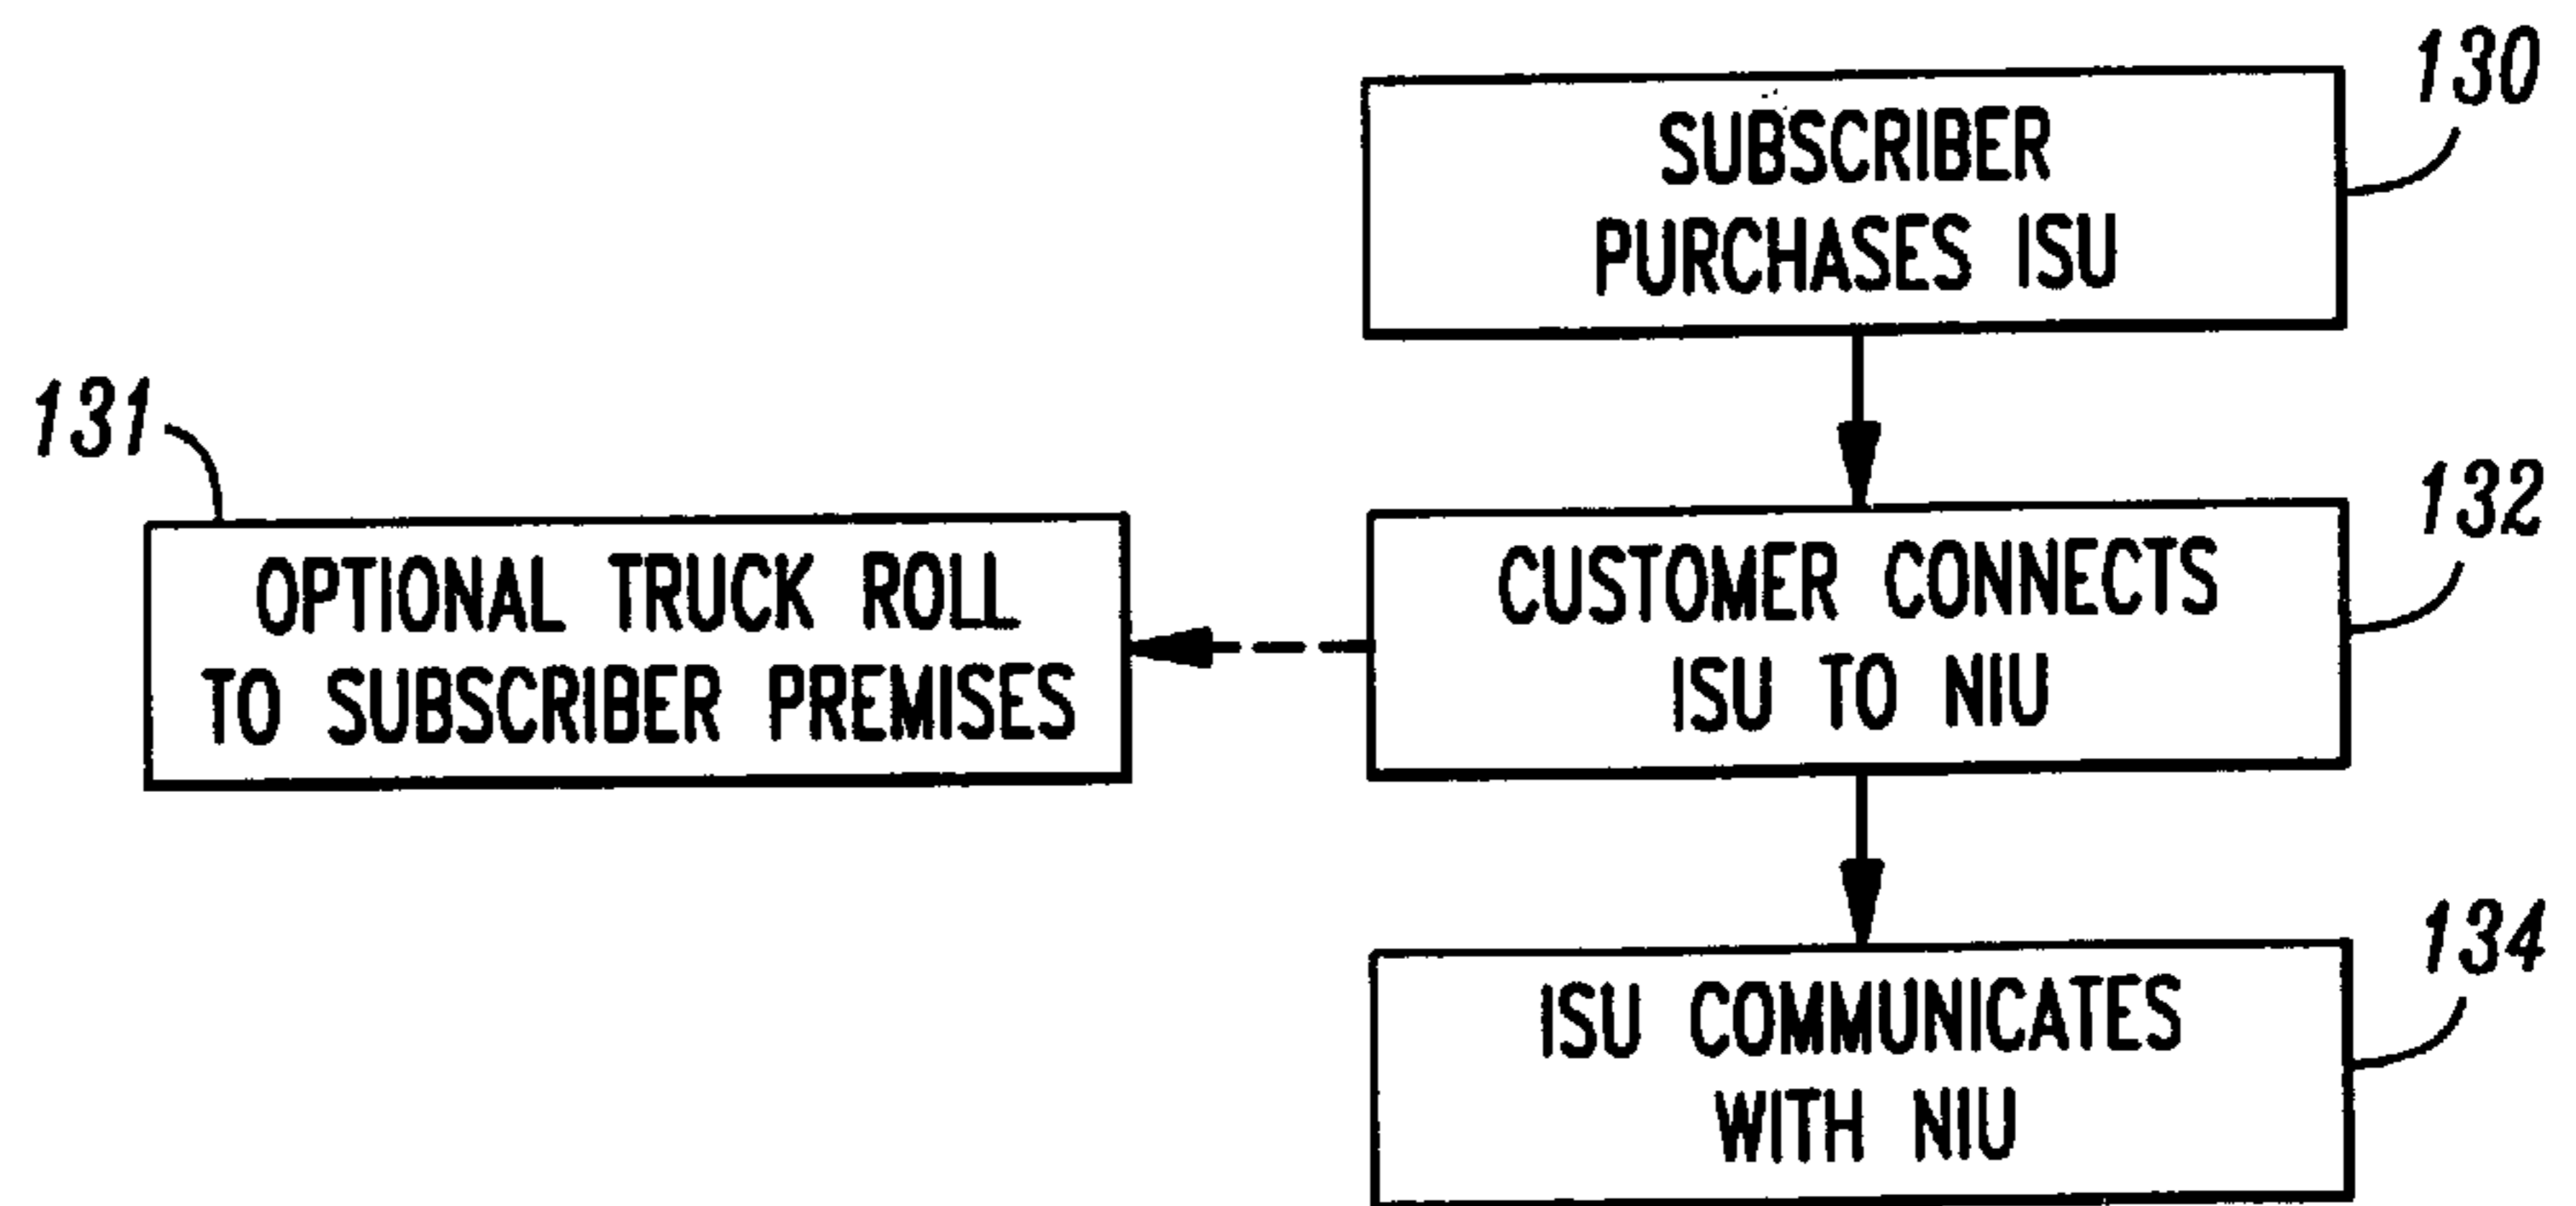 130
SUBSCRIBER
PURCHASES ISU
131
132
OPTIONAL TRUCK ROLL
TO SUBSCRIBER PREMISES
CUSTOMER CONNECTS
ISU TO NIU
134
ISU COMMUNICATES
WITH NIU